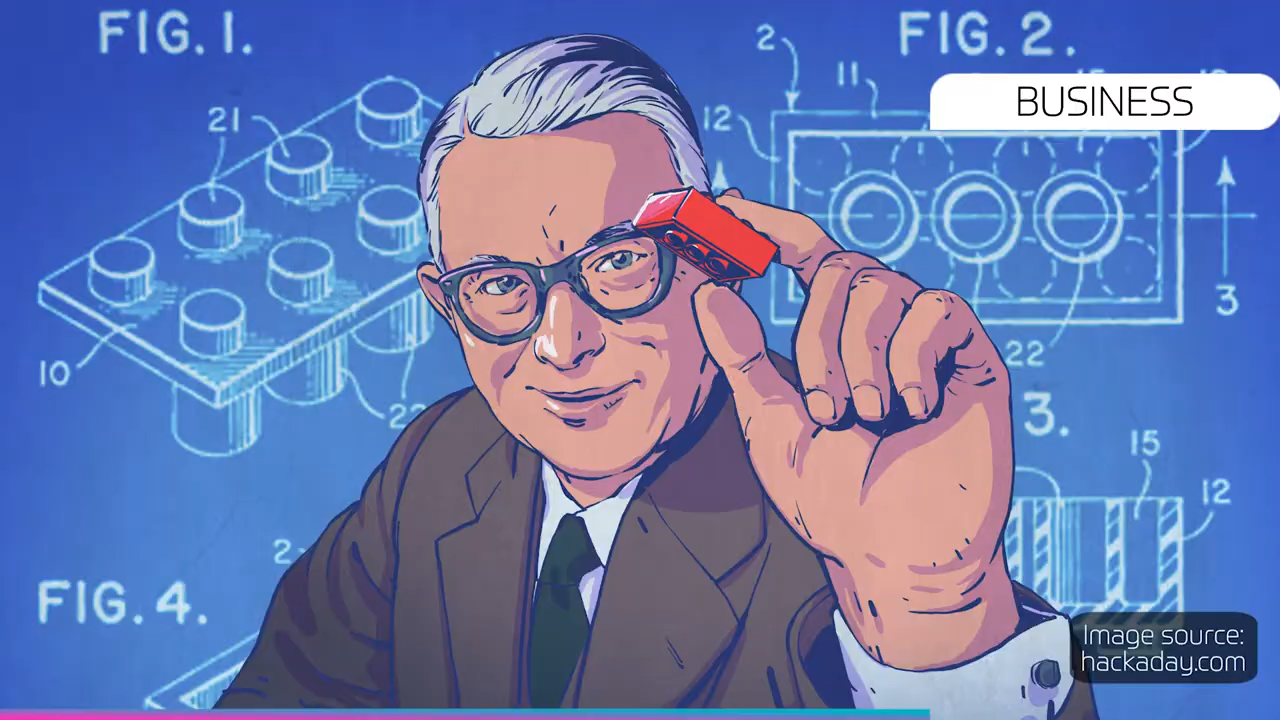 FIG. 1.
FIG. 2.
2
11
BUSINESS
21
12
10
22
3
22
3.
15
12
2
FIG. 4.
Image source:
hackaday.com